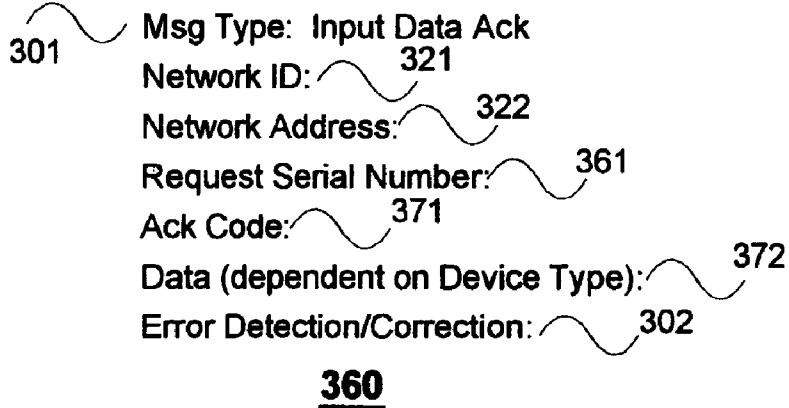 301 Msg Type: Input Data Ack
Network ID: 321
Network Address: 322
Request Serial Number: 361
Ack Code: 371
Data (dependent on Device Type): 372
Error Detection/Correction: 302
360